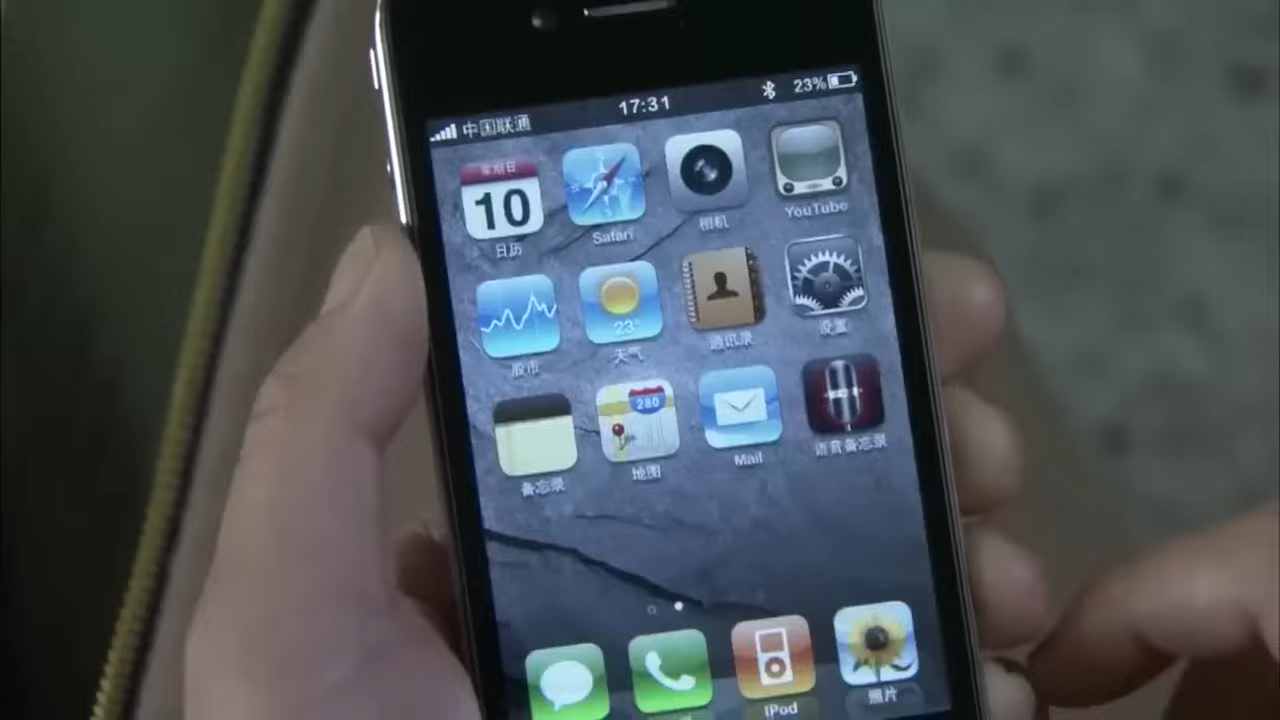 中国联通 17:31 23%
星期日
10
日历 Safari 相机 YouTube
23°
股市 天气 通讯录 设置
280
备忘录 地图 Mail 语音备忘录
iPod 照片